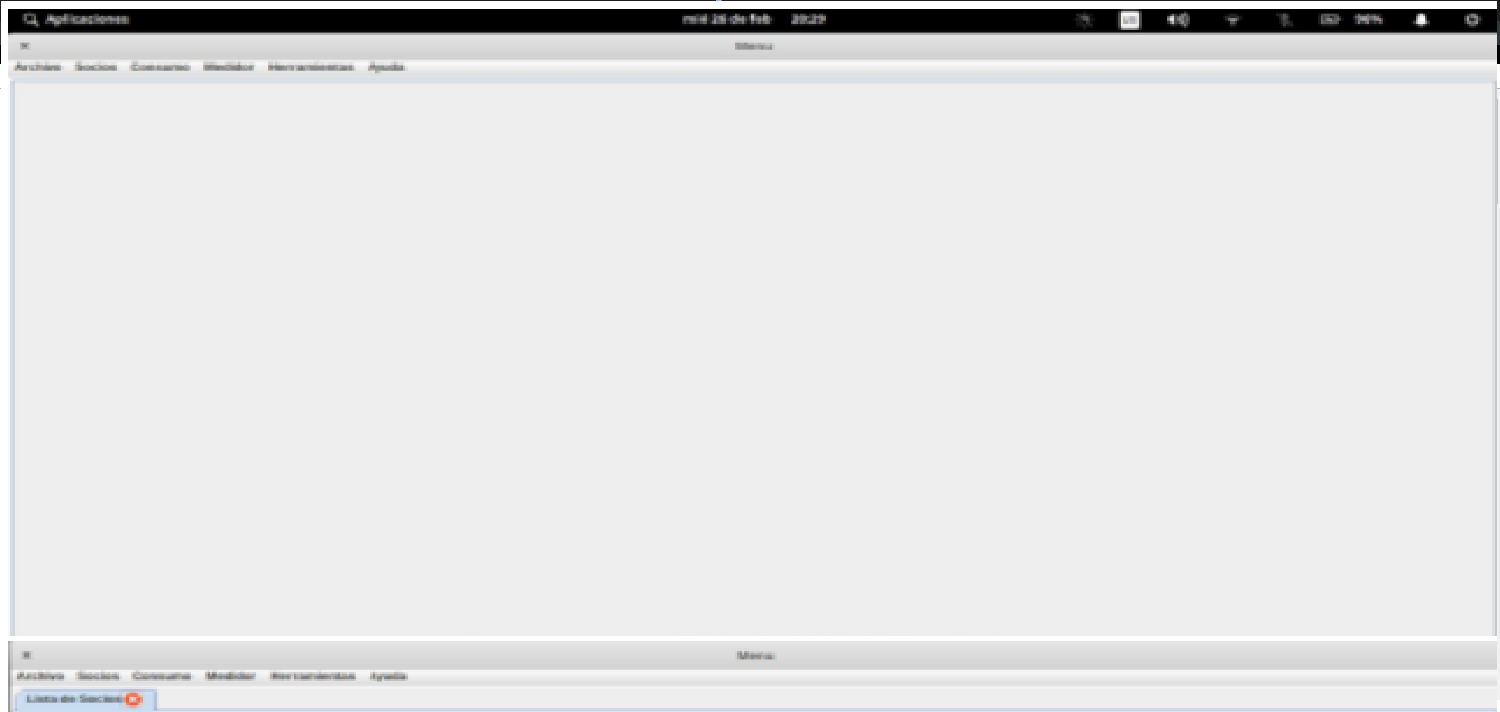 Aplicaciones mié 26 de feb 20:29 US 96%
Menu
Archivo Socios Consumo Medidor Herramientas Ayuda
Menu
Archivo Socios Consumo Medidor Herramientas Ayuda
Lista de Socios